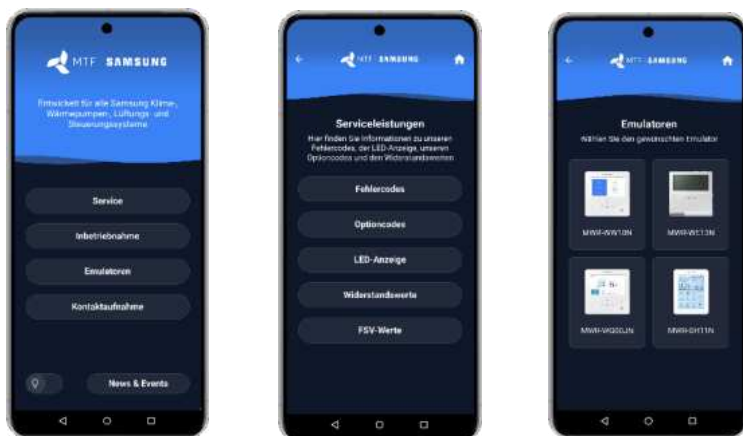 MTF SAMSUNG
Entwickelt für alle Samsung Klima-,
Wärmepumpen-, Lüftungs- und
Steuerungssysteme
Service
Inbetriebnahme
Emulatoren
Kontaktaufnahme
News & Events
MTF SAMSUNG
Serviceleistungen
Hier finden Sie Informationen zu unseren
Fehlercodes, der LED-Anzeige, unseren
Optioncodes und den Widerstandswerten
Fehlercodes
Optioncodes
LED-Anzeige
Widerstandswerte
FSV-Werte
MTF SAMSUNG
Emulatoren
Wählen Sie den gewünschten Emulator
MWR-WW10N
MWR-WE13N
MWR-WG00JN
MWR-SH11N